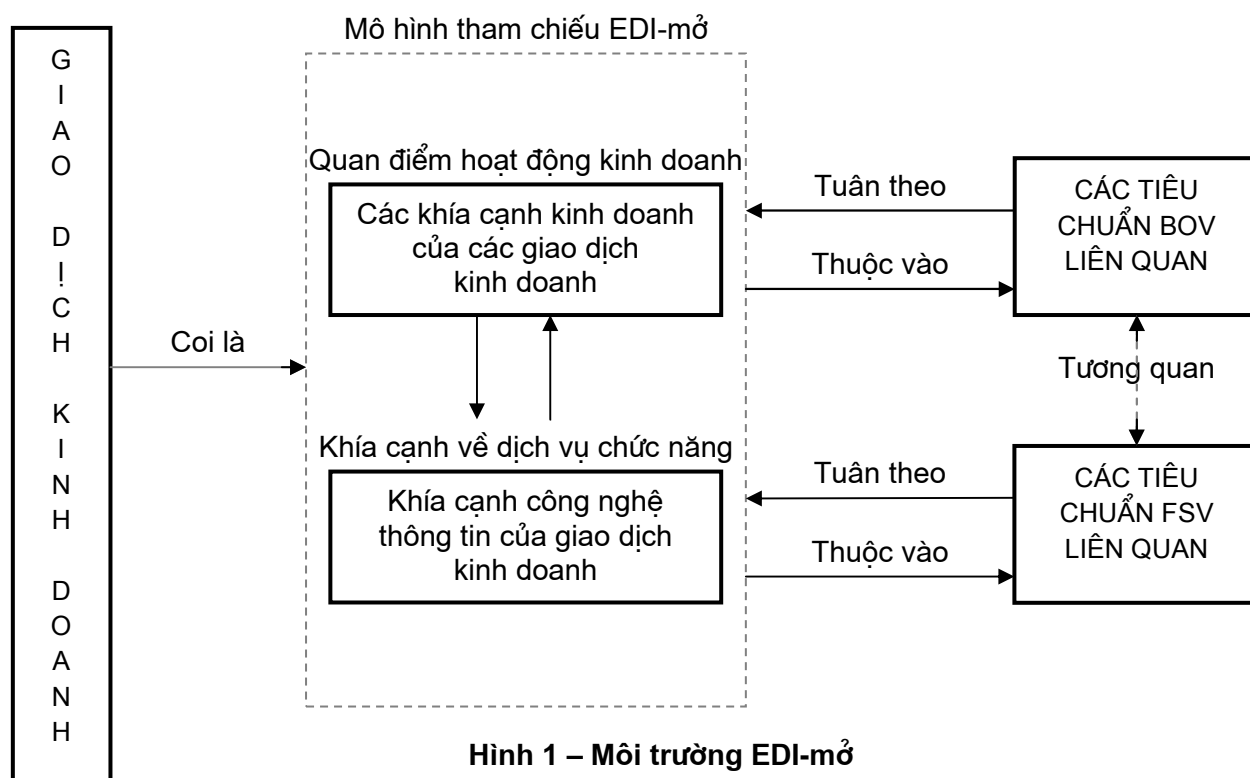 Mô hình tham chiếu EDI-mở
G
I
A
O
D
Ị
C
H
K
I
N
H
D
O
A
N
H
Coi là
Quan điểm hoạt động kinh doanh
Các khía cạnh kinh doanh
của các giao dịch
kinh doanh
Khía cạnh về dịch vụ chức năng
Khía cạnh công nghệ
thông tin của giao dịch
kinh doanh
Tuân theo
Thuộc vào
CÁC TIÊU
CHUẨN BOV
LIÊN QUAN
Tương quan
Tuân theo
Thuộc vào
CÁC TIÊU
CHUẨN FSV
LIÊN QUAN
Hình 1 – Môi trường EDI-mở